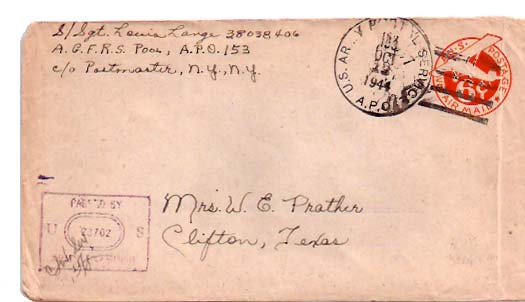 S/Sgt. Louis Lange 38038406
A.G.F.R.S. Pool, A.P.O. 153
c/o Postmaster, N.Y., N.Y.
U.S. ARMY POSTAL SERVICE
OCT
1944
A.P.O.
U.S. POSTAGE
6¢
AIR MAIL
PASSED BY
U S
Mrs. W. E. Prather
Clifton, Texas